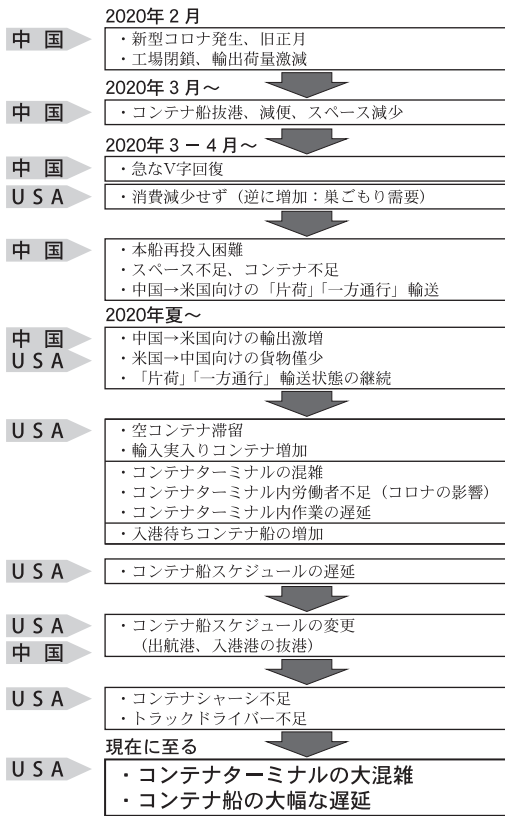 2020年2月
中国
・新型コロナ発生、旧正月
・工場閉鎖、輸出荷量激減
2020年3月～
中国
・コンテナ船抜港、減便、スペース減少
2020年3－4月～
中国
・急なV字回復
USA
・消費減少せず（逆に増加：巣ごもり需要）
中国
・本船再投入困難
・スペース不足、コンテナ不足
・中国→米国向けの「片荷」「一方通行」輸送
2020年夏～
中国
USA
・中国→米国向けの輸出激増
・米国→中国向けの貨物僅少
・「片荷」「一方通行」輸送状態の継続
USA
・空コンテナ滞留
・輸入実入りコンテナ増加
・コンテナターミナルの混雑
・コンテナターミナル内労働者不足（コロナの影響）
・コンテナターミナル内作業の遅延
・入港待ちコンテナ船の増加
USA
・コンテナ船スケジュールの遅延
USA
中国
・コンテナ船スケジュールの変更
（出航港、入港港の抜港）
USA
・コンテナシャーシ不足
・トラックドライバー不足
現在に至る
USA
・コンテナターミナルの大混雑
・コンテナ船の大幅な遅延